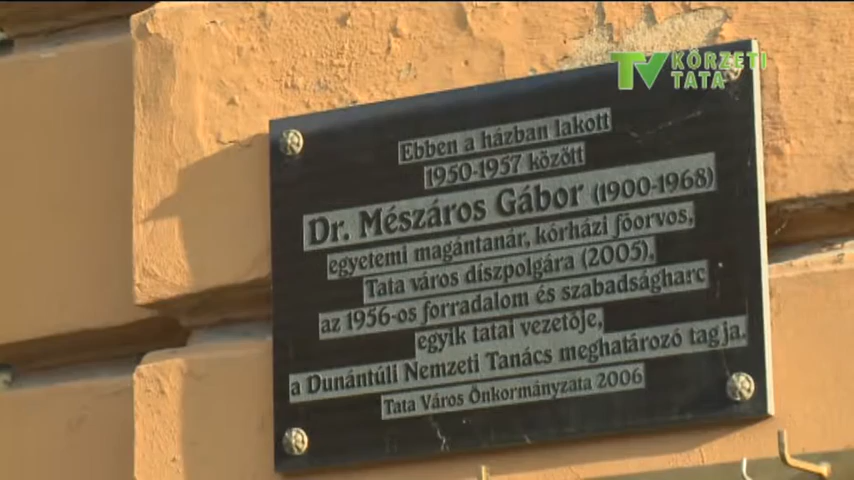 TV KÖRZETI
TATA
Ebben a házban lakott
1950-1957 között
Dr. Mészáros Gábor (1900-1968)
egyetemi magántanár, kórházi főorvos,
Tata város díszpolgára (2005),
az 1956-os forradalom és szabadságharc
egyik tatai vezetője,
a Dunántúli Nemzeti Tanács meghatározó tagja.
Tata Város Önkormányzata 2006